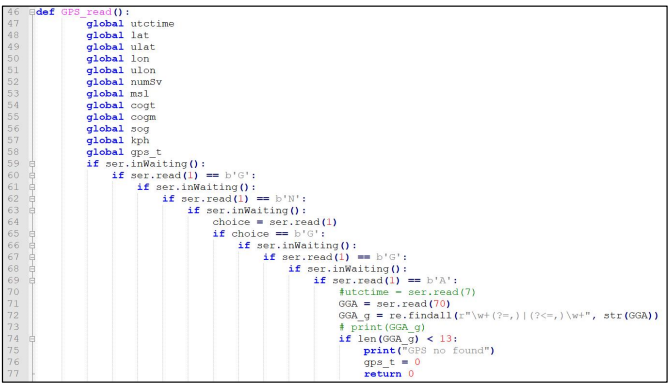 46 def GPS_read():
47         global utctime
48         global lat
49         global ulat
50         global lon
51         global ulon
52         global numSv
53         global msl
54         global cogt
55         global cogm
56         global sog
57         global kph
58         global gps_t
59         if ser.inWaiting():
60             if ser.read(1) == b'G':
61                 if ser.inWaiting():
62                     if ser.read(1) == b'N':
63                         if ser.inWaiting():
64                             choice = ser.read(1)
65                             if choice == b'G':
66                                 if ser.inWaiting():
67                                     if ser.read(1) == b'G':
68                                         if ser.inWaiting():
69                                             if ser.read(1) == b'A':
70                                                 #utctime = ser.read(7)
71                                                 GGA = ser.read(70)
72                                                 GGA_g = re.findall(r"\w+(?=,)|(?<=,)\w+", str(GGA))
73                                                 # print(GGA_g)
74                                                 if len(GGA_g) < 13:
75                                                     print("GPS no found")
76                                                     gps_t = 0
77                                                     return 0